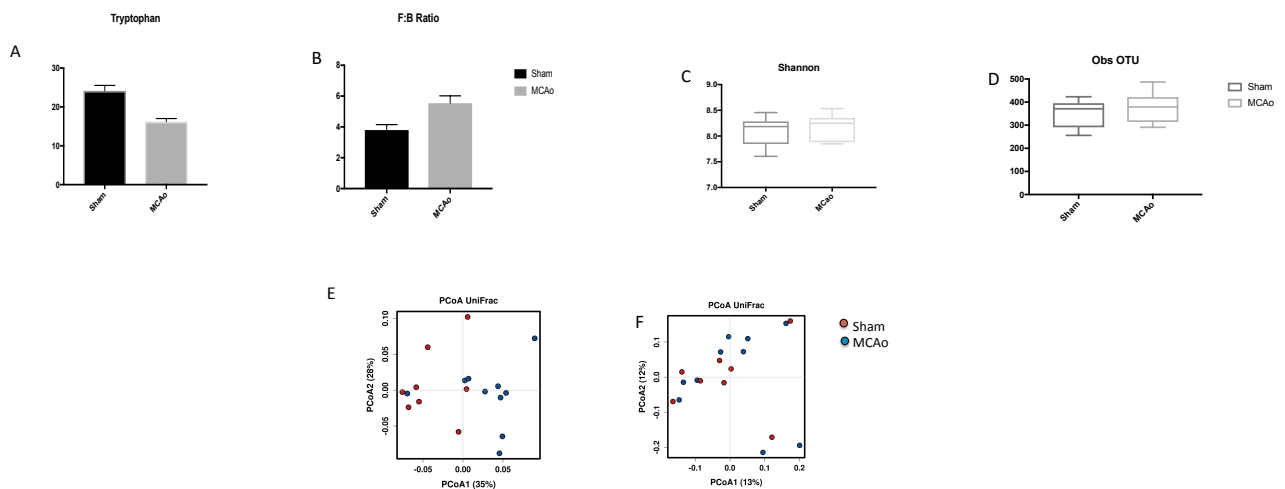 Tryptophan
F:B Ratio
A
30
20
10
0
Sham
MCAo
B
8
6
4
2
0
Sham
MCAo
Sham
MCAo
C
Shannon
9.0
8.5
8.0
7.5
7.0
Sham
MCao
D
Obs OTU
500
400
300
200
100
0
Sham
MCAo
Sham
MCAo
E
PCoA UniFrac
PCoA2 (28%)
0.10
0.05
0.00
-0.05
-0.05
0.00
0.05
PCoA1 (35%)
F
PCoA UniFrac
PCoA2 (12%)
0.1
0.0
-0.1
-0.2
-0.1
0.0
0.1
0.2
PCoA1 (13%)
Sham
MCAo